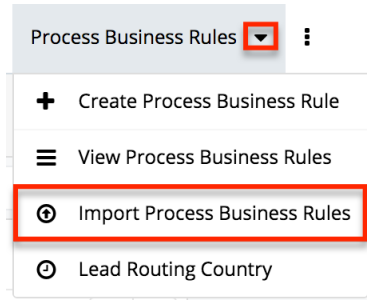 Process Business Rules
Create Process Business Rule
View Process Business Rules
Import Process Business Rules
Lead Routing Country